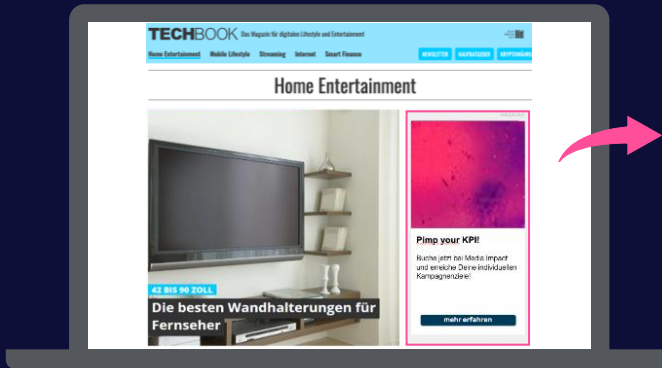 TECHBOOK Das Magazin für digitalen Lifestyle und Entertainment
Home Entertainment Mobile Lifestyle Streaming Internet Smart Finance
NEWSLETTER KAUFRATGEBER
Home Entertainment
42 BIS 90 ZOLL
Die besten Wandhalterungen für
Fernseher
Pimp your KPI!
Buche jetzt bei Media Impact
und erreiche Deine individuellen
Kampagnenziele!
mehr erfahren